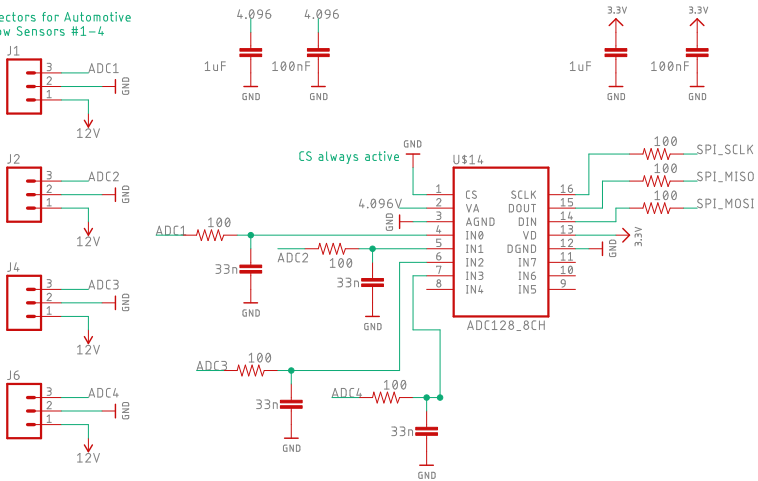 ectors for Automotive
ow Sensors #1-4
J1
3
ADC1
2
GND
1
12V
J2
3
ADC2
2
GND
1
12V
J4
3
ADC3
2
GND
1
12V
J6
3
ADC4
2
GND
1
12V
4.096
4.096
1uF
100nF
GND
GND
3.3V
3.3V
1uF
100nF
GND
GND
CS always active
GND
U$14
4.096V
GND
1
CS
SCLK
16
2
VA
DOUT
15
3
AGND
DIN
14
4
IN0
VD
13
5
IN1
DGND
12
6
IN2
IN7
11
7
IN3
IN6
10
8
IN4
IN5
9
ADC128_8CH
100
SPI_SCLK
100
SPI_MISO
100
SPI_MOSI
3.3V
GND
ADC1
100
33n
GND
ADC2
100
33n
GND
ADC3
100
33n
GND
ADC4
100
33n
GND